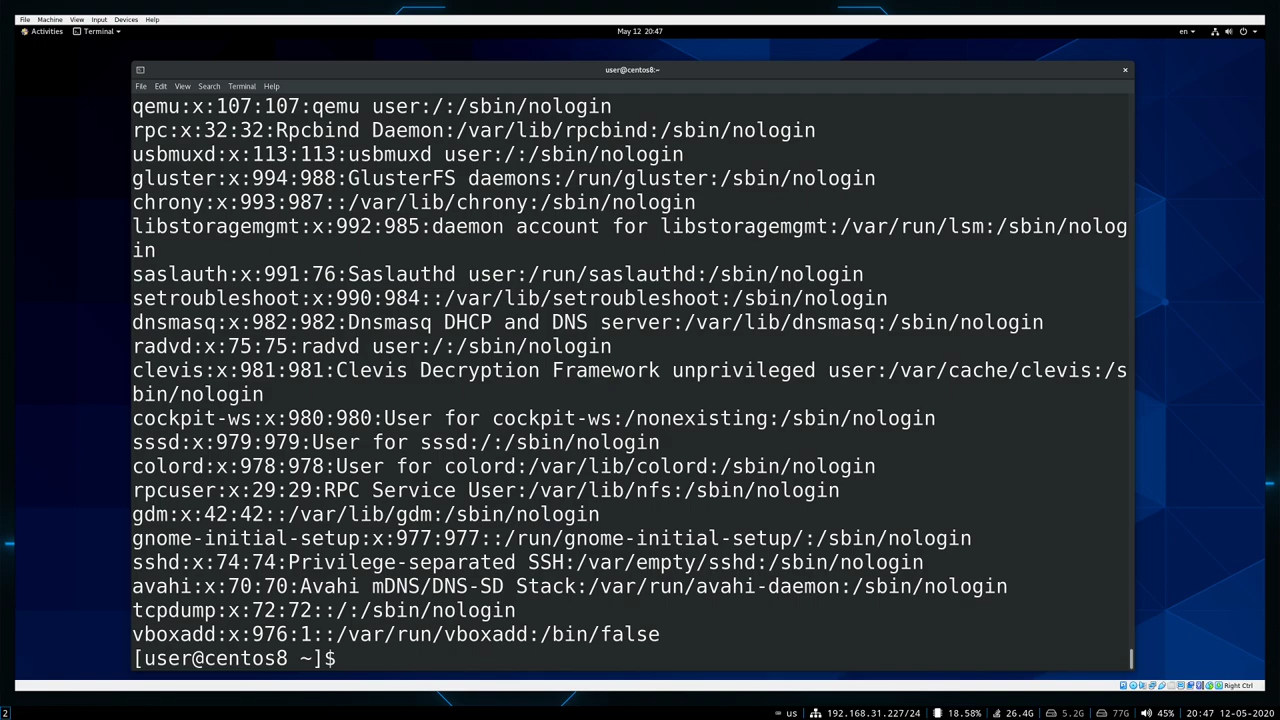 File Machine View Input Devices Help
Activities Terminal May 12 20:47 en
user@centos8:~
File Edit View Search Terminal Help
qemu:x:107:107:qemu user:/:/sbin/nologin
rpc:x:32:32:Rpcbind Daemon:/var/lib/rpcbind:/sbin/nologin
usbmuxd:x:113:113:usbmuxd user:/:/sbin/nologin
gluster:x:994:988:GlusterFS daemons:/run/gluster:/sbin/nologin
chrony:x:993:987::/var/lib/chrony:/sbin/nologin
libstoragemgmt:x:992:985:daemon account for libstoragemgmt:/var/run/lsm:/sbin/nolog
in
saslauth:x:991:76:Saslauthd user:/run/saslauthd:/sbin/nologin
setroubleshoot:x:990:984::/var/lib/setroubleshoot:/sbin/nologin
dnsmasq:x:982:982:Dnsmasq DHCP and DNS server:/var/lib/dnsmasq:/sbin/nologin
radvd:x:75:75:radvd user:/:/sbin/nologin
clevis:x:981:981:Clevis Decryption Framework unprivileged user:/var/cache/clevis:/s
bin/nologin
cockpit-ws:x:980:980:User for cockpit-ws:/nonexisting:/sbin/nologin
sssd:x:979:979:User for sssd:/:/sbin/nologin
colord:x:978:978:User for colord:/var/lib/colord:/sbin/nologin
rpcuser:x:29:29:RPC Service User:/var/lib/nfs:/sbin/nologin
gdm:x:42:42::/var/lib/gdm:/sbin/nologin
gnome-initial-setup:x:977:977::/run/gnome-initial-setup/:/sbin/nologin
sshd:x:74:74:Privilege-separated SSH:/var/empty/sshd:/sbin/nologin
avahi:x:70:70:Avahi mDNS/DNS-SD Stack:/var/run/avahi-daemon:/sbin/nologin
tcpdump:x:72:72::/:/sbin/nologin
vboxadd:x:976:1::/var/run/vboxadd:/bin/false
[user@centos8 ~]$
Right Ctrl
2 us 192.168.31.227/24 18.58% 26.4G 5.2G 77G 45% 20:47 12-05-2020